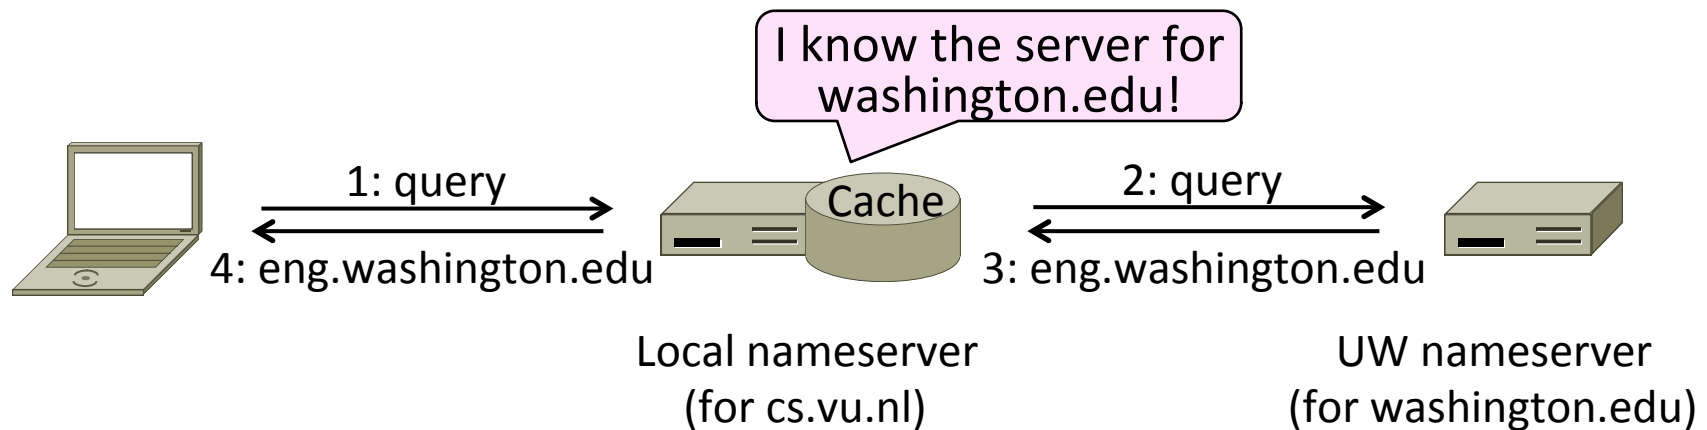 I know the server for
washington.edu!
1: query
Cache
2: query
4: eng.washington.edu
3: eng.washington.edu
Local nameserver
(for cs.vu.nl)
UW nameserver
(for washington.edu)